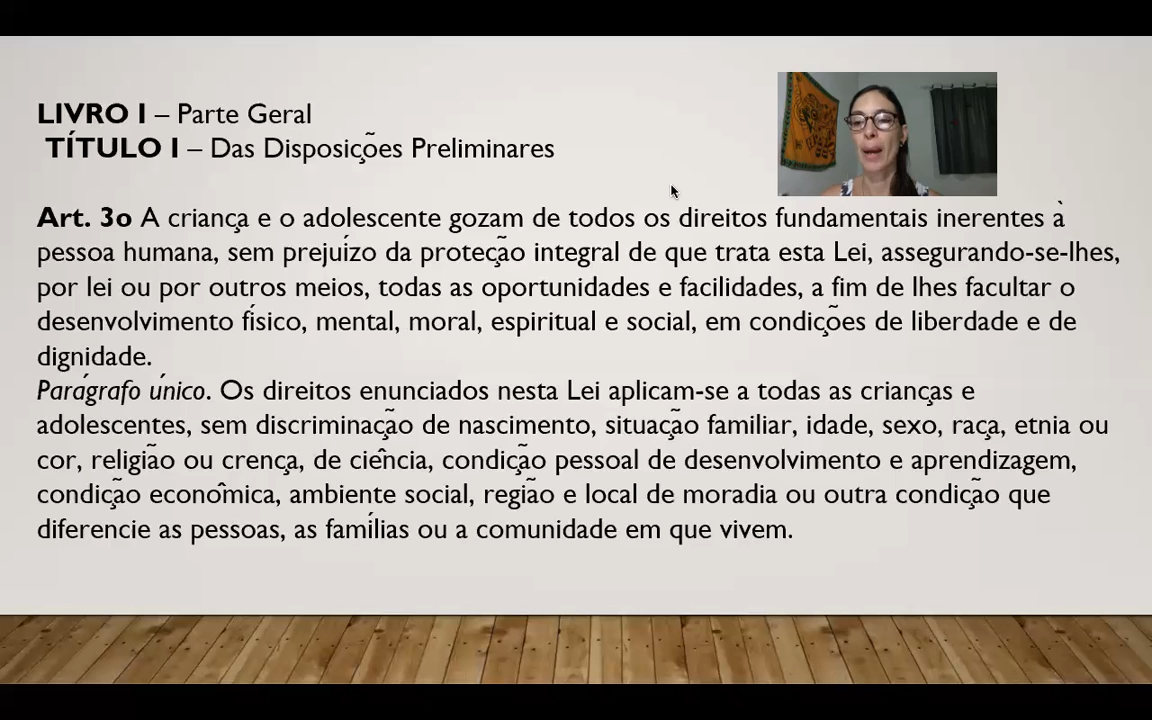 LIVRO I – Parte Geral
TÍTULO I – Das Disposições Preliminares
Art. 3o A criança e o adolescente gozam de todos os direitos fundamentais inerentes à
pessoa humana, sem prejuízo da proteção integral de que trata esta Lei, assegurando-se-lhes,
por lei ou por outros meios, todas as oportunidades e facilidades, a fim de lhes facultar o
desenvolvimento físico, mental, moral, espiritual e social, em condições de liberdade e de
dignidade.
Parágrafo único. Os direitos enunciados nesta Lei aplicam-se a todas as crianças e
adolescentes, sem discriminação de nascimento, situação familiar, idade, sexo, raça, etnia ou
cor, religião ou crença, de ciência, condição pessoal de desenvolvimento e aprendizagem,
condição econômica, ambiente social, região e local de moradia ou outra condição que
diferencie as pessoas, as famílias ou a comunidade em que vivem.